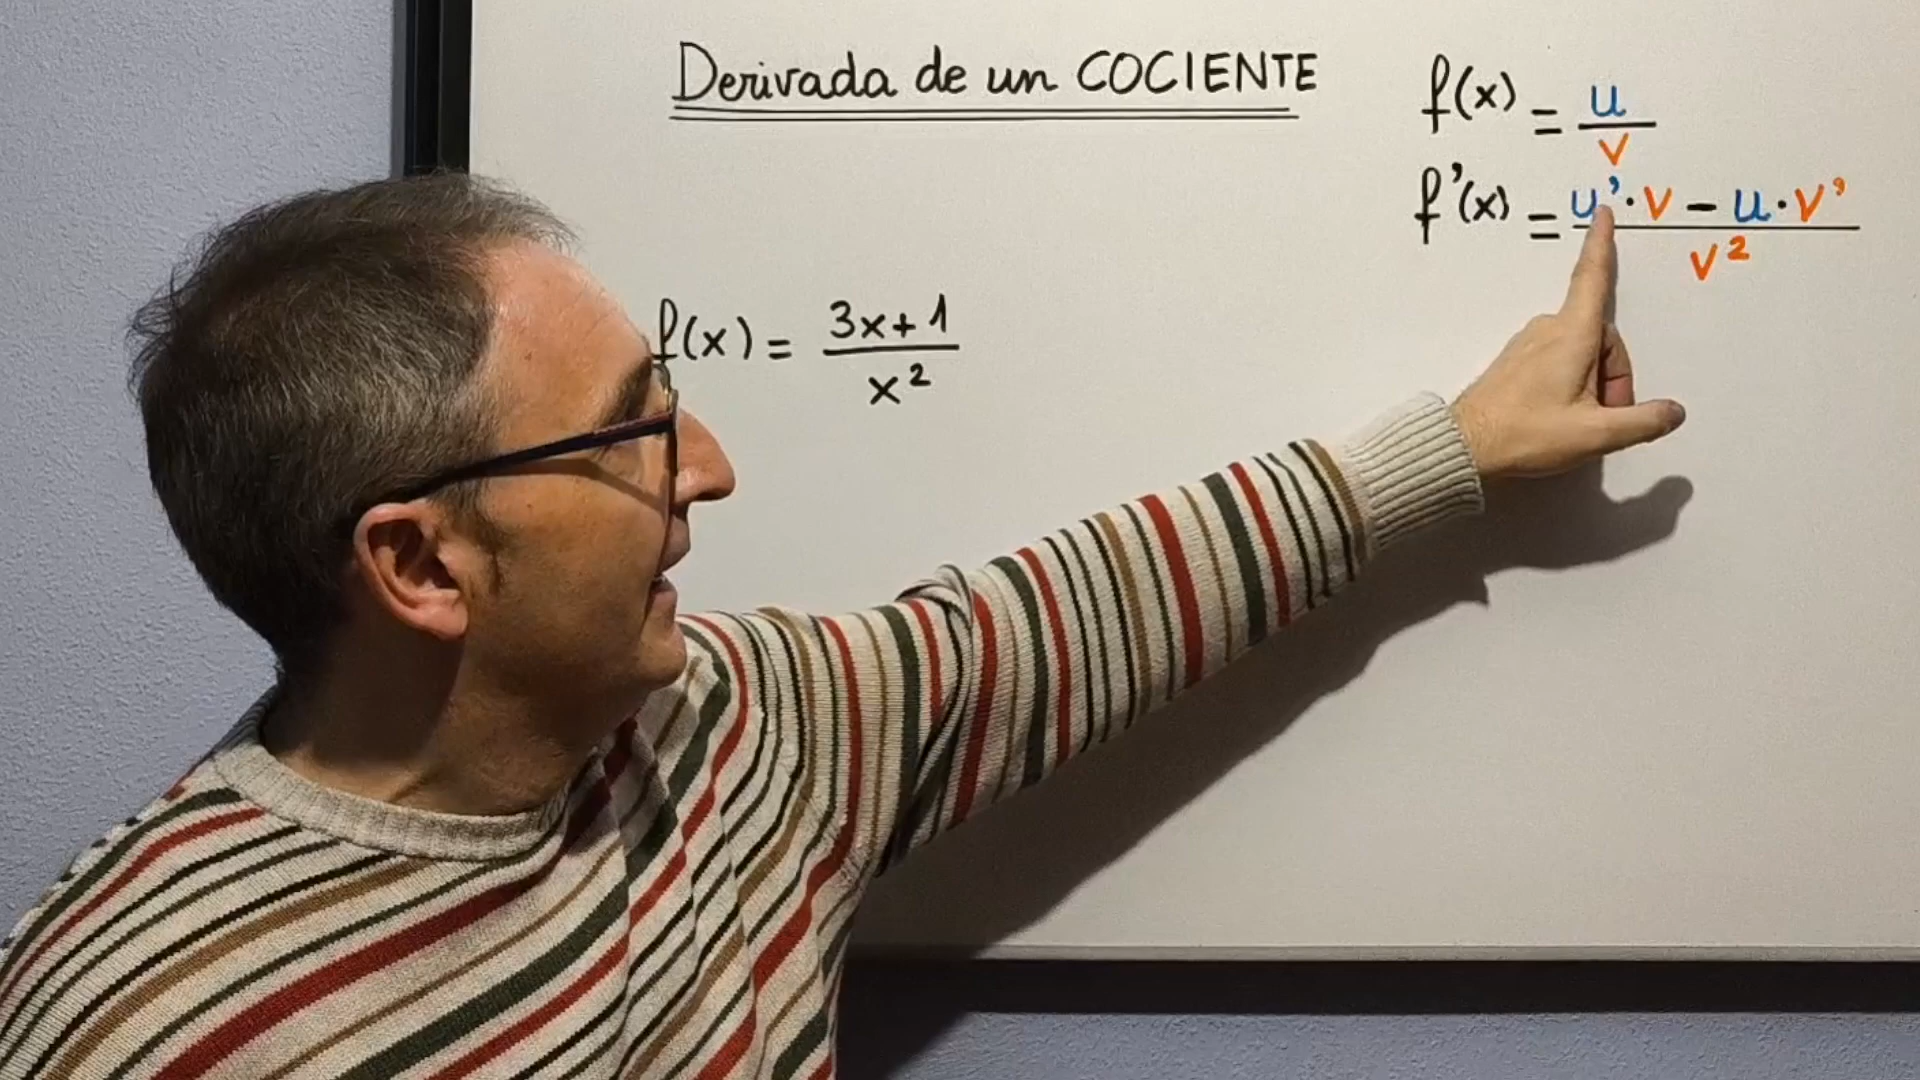 Derivada de un COCIENTE
f(x) = u/v
f'(x) = u'·v - u·v' / v²
f(x) = 3x+1 / x²